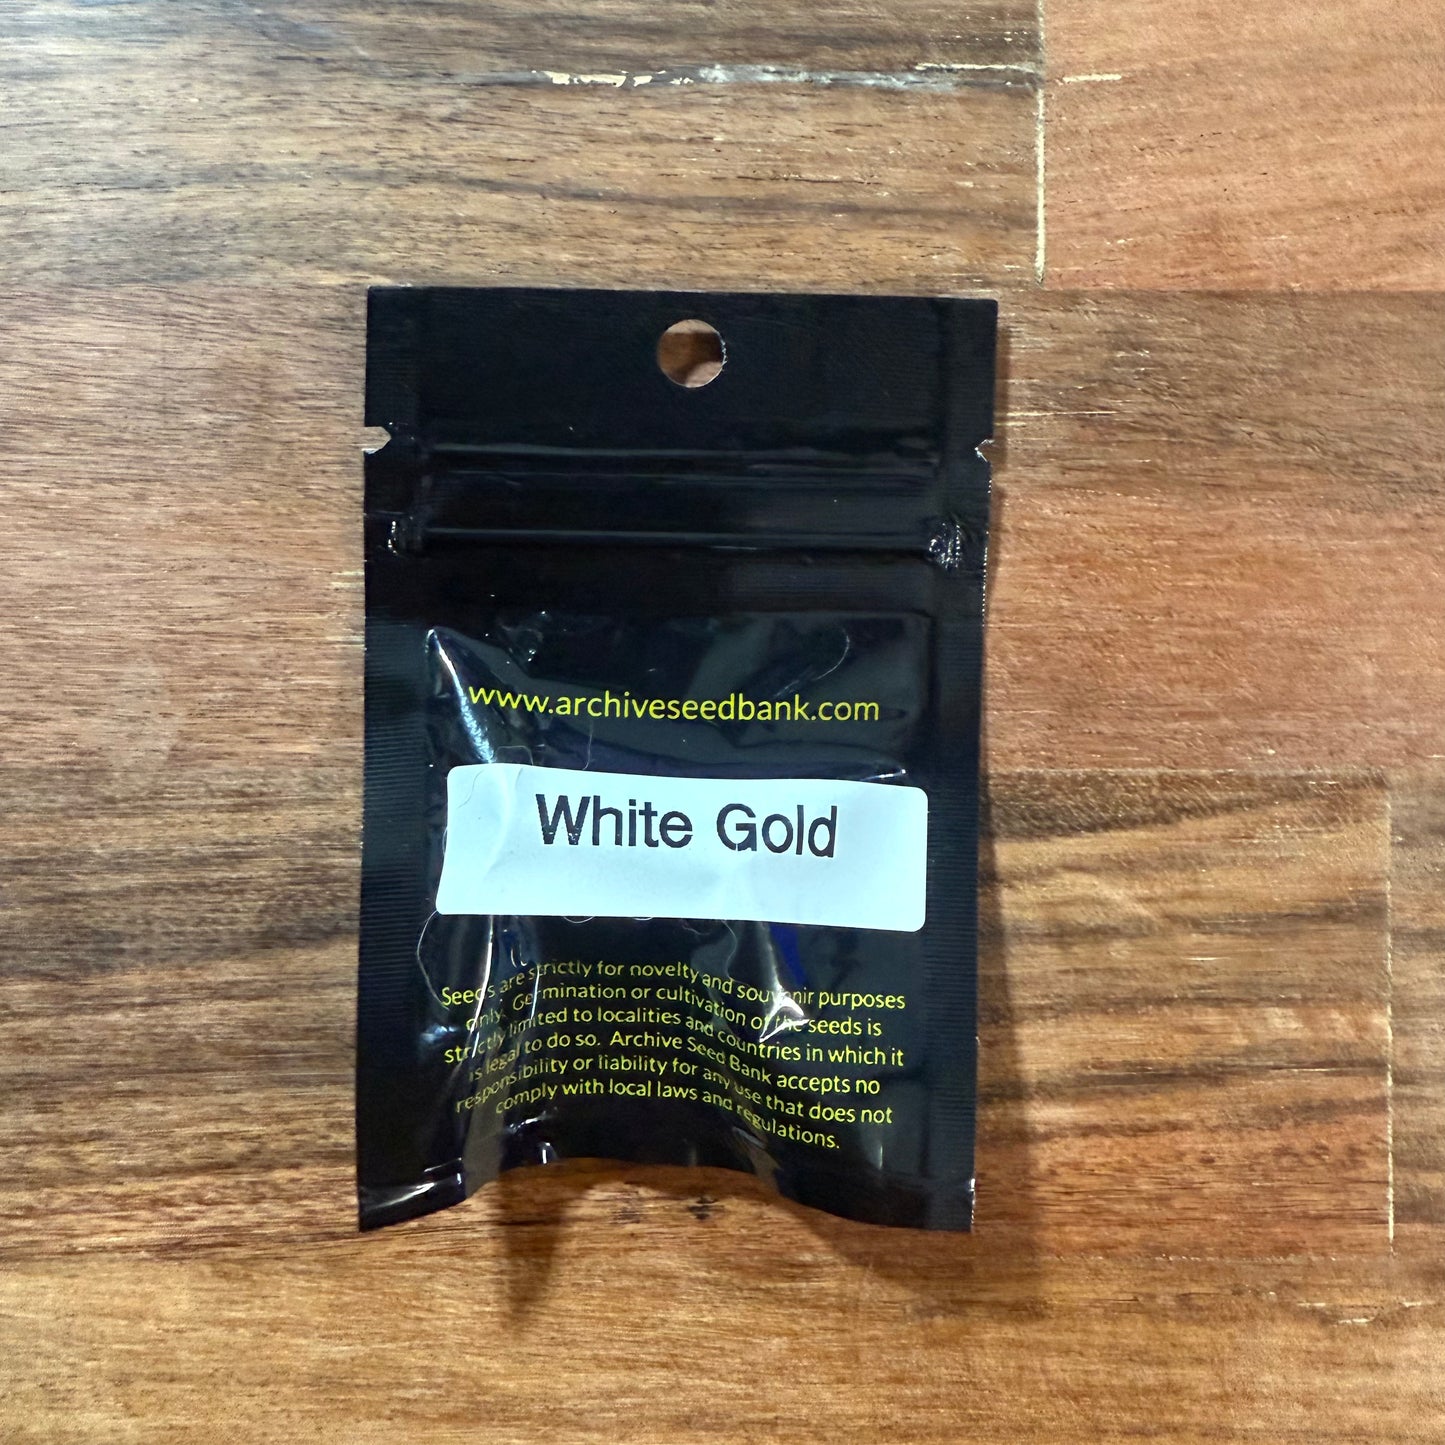 www.archiveseedbank.com
White Gold
Seeds are strictly for novelty and souvenir purposes
only. Germination or cultivation of the seeds is
strictly limited to localities and countries in which it
is legal to do so. Archive Seed Bank accepts no
responsibility or liability for any use that does not
comply with local laws and regulations.